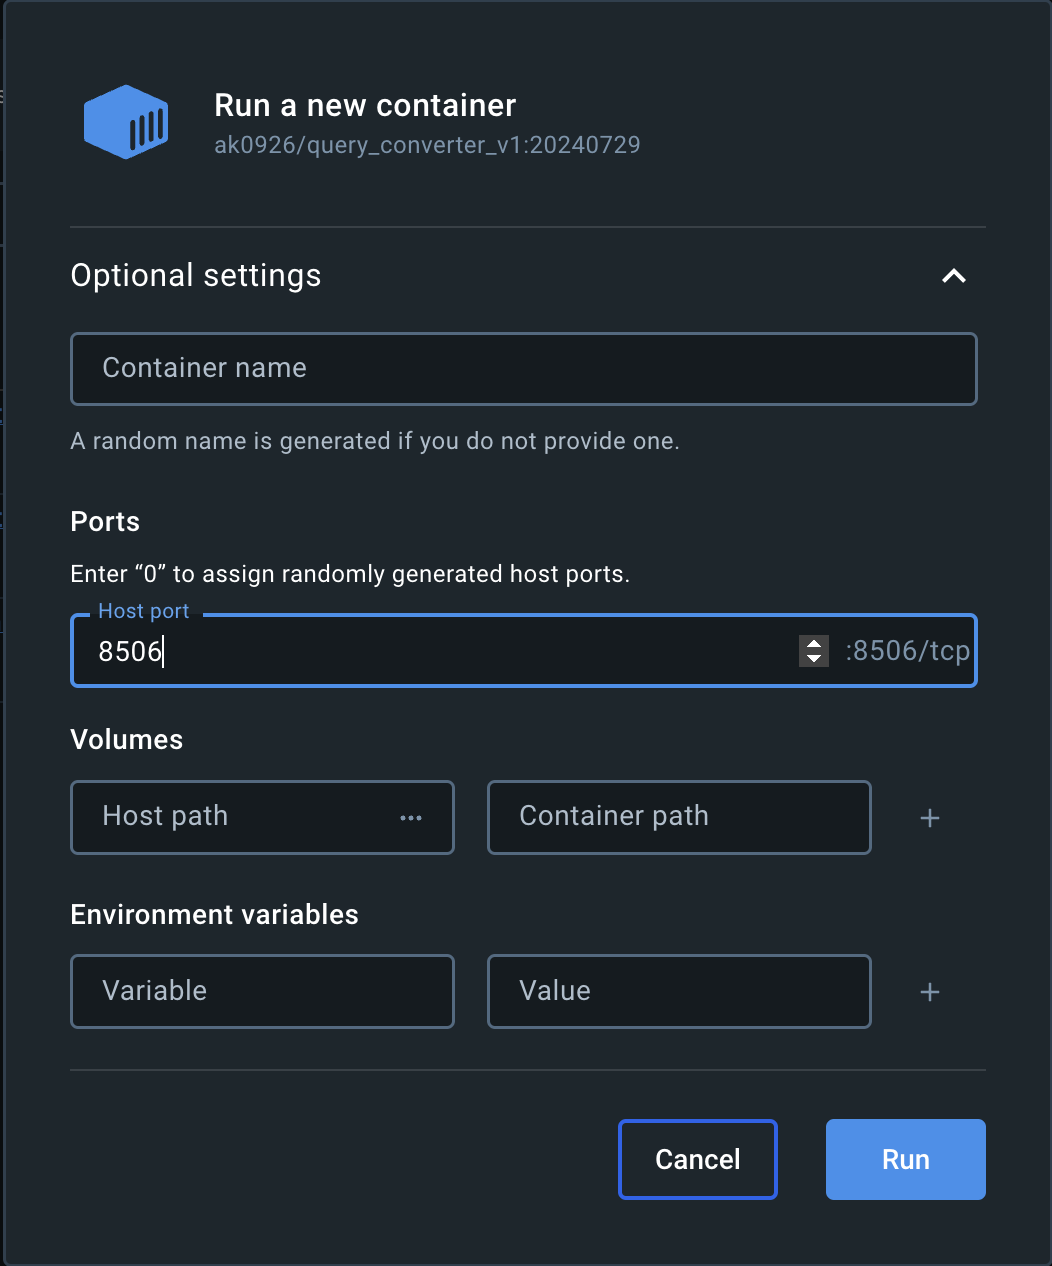 Run a new container
ak0926/query_converter_v1:20240729
Optional settings
Container name
A random name is generated if you do not provide one.
Ports
Enter “0” to assign randomly generated host ports.
Host port
8506 :8506/tcp
Volumes
Host path ••• Container path +
Environment variables
Variable Value +
Cancel Run